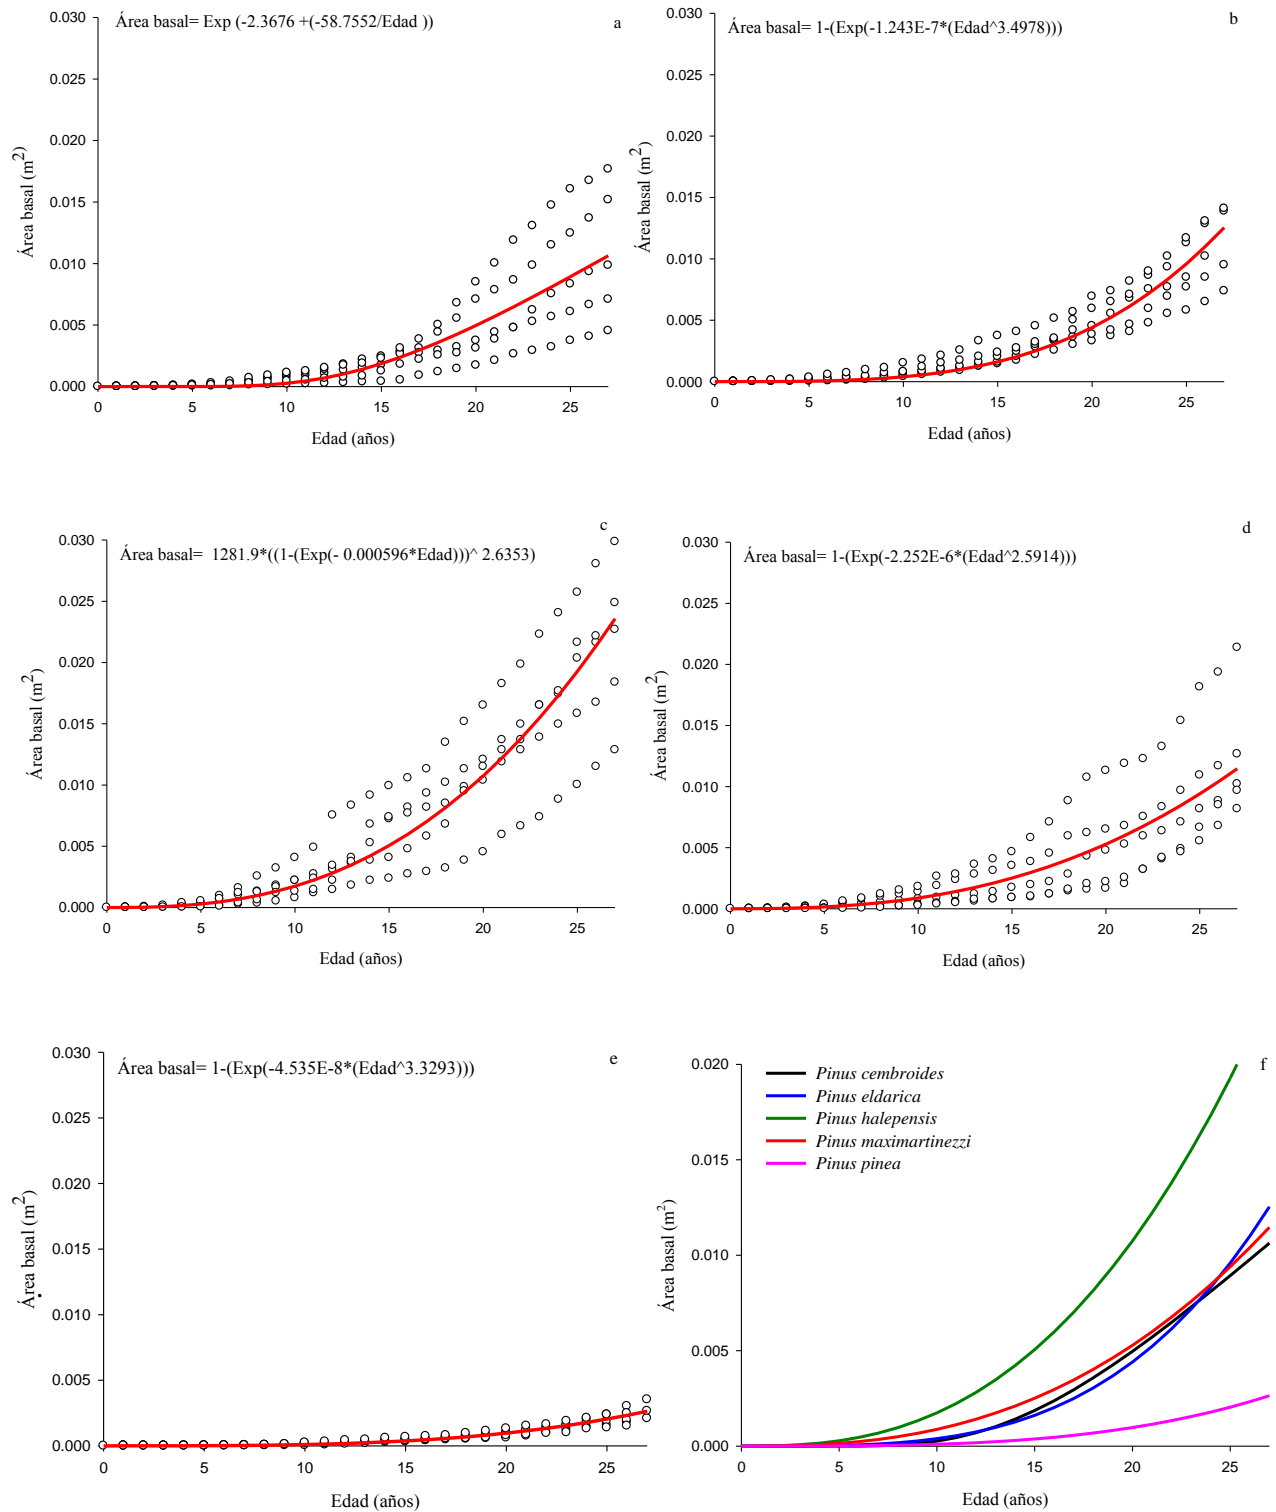 Área basal= Exp (-2.3676 +(-58.7552/Edad ))
a
0.030
0.025
0.020
0.015
0.010
0.005
0.000
Área basal (m2)
0 5 10 15 20 25
Edad (años)
Área basal= 1-(Exp(-1.243E-7*(Edad^3.4978)))
b
0.030
0.025
0.020
0.015
0.010
0.005
0.000
Área basal (m2)
0 5 10 15 20 25
Edad (años)
Área basal= 1281.9*((1-(Exp(- 0.000596*Edad)))^ 2.6353)
c
0.030
0.025
0.020
0.015
0.010
0.005
0.000
Área basal (m2)
0 5 10 15 20 25
Edad (años)
Área basal= 1-(Exp(-2.252E-6*(Edad^2.5914)))
d
0.030
0.025
0.020
0.015
0.010
0.005
0.000
Área basal (m2)
0 5 10 15 20 25
Edad (años)
Área basal= 1-(Exp(-4.535E-8*(Edad^3.3293)))
e
0.030
0.025
0.020
0.015
0.010
0.005
0.000
Área basal (m2)
0 5 10 15 20 25
Edad (años)
f
Pinus cembroides
Pinus eldarica
Pinus halepensis
Pinus maximartinezzi
Pinus pinea
0.020
0.015
0.010
0.005
0.000
Área basal (m2)
0 5 10 15 20 25
Edad (años)